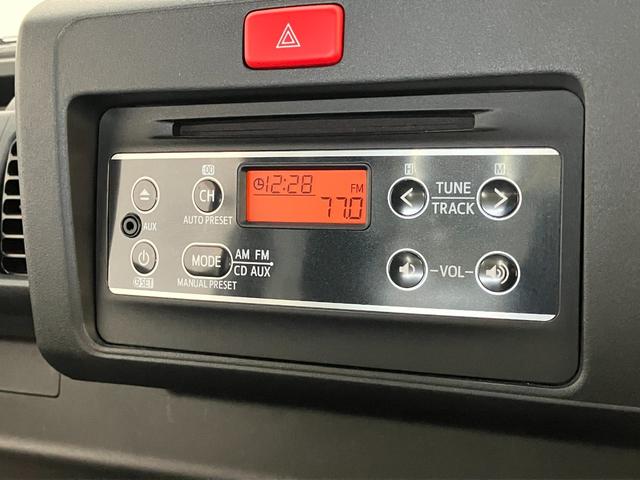 DB
CH
AUTO PRESET
AUX
SET
MODE
AM FM
CD AUX
MANUAL PRESET
12:28
FM
77.0
H
M
TUNE
TRACK
-VOL-